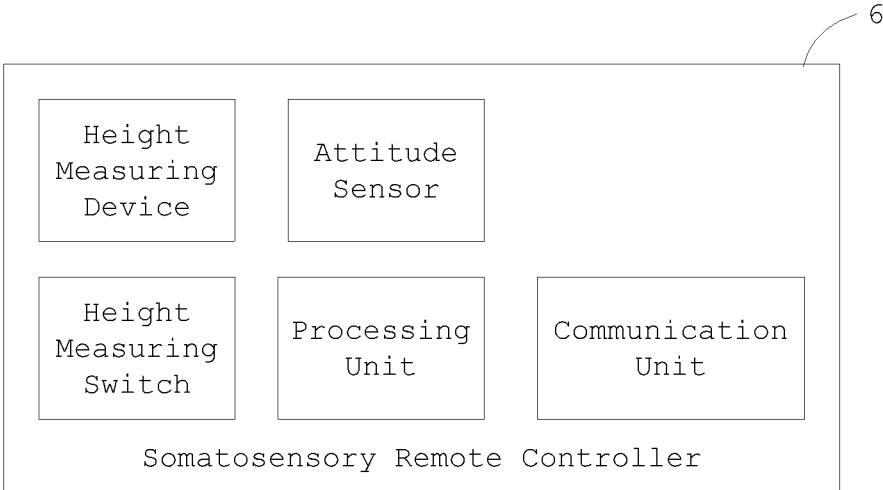 6
Height
Measuring
Device
Attitude
Sensor
Height
Measuring
Switch
Processing
Unit
Communication
Unit
Somatosensory Remote Controller